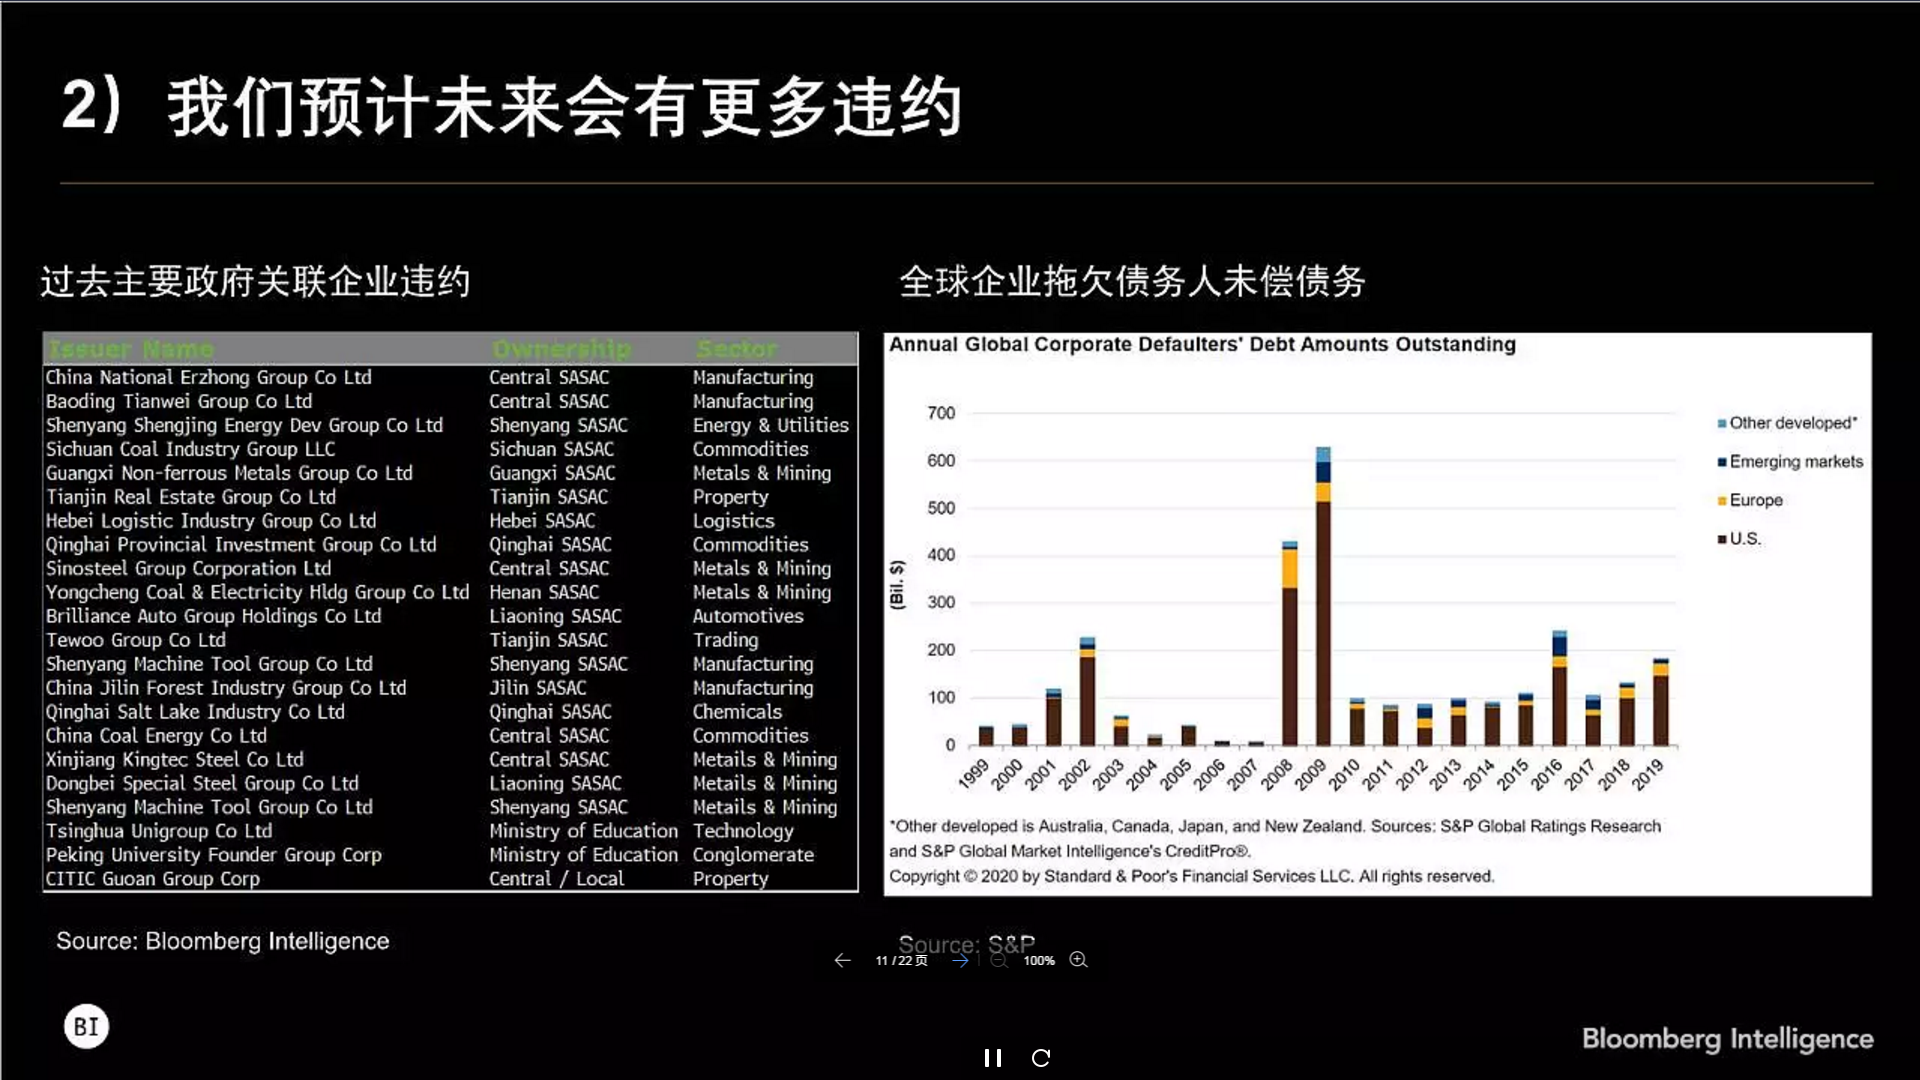 2） 我们预计未来会有更多违约
过去主要政府关联企业违约
Issuer Name Ownership Sector
China National Erzhong Group Co Ltd Central SASAC Manufacturing
Baoding Tianwei Group Co Ltd Central SASAC Manufacturing
Shenyang Shengjing Energy Dev Group Co Ltd Shenyang SASAC Energy & Utilities
Sichuan Coal Industry Group LLC Sichuan SASAC Commodities
Guangxi Non-ferrous Metals Group Co Ltd Guangxi SASAC Metals & Mining
Tianjin Real Estate Group Co Ltd Tianjin SASAC Property
Hebei Logistic Industry Group Co Ltd Hebei SASAC Logistics
Qinghai Provincial Investment Group Co Ltd Qinghai SASAC Commodities
Sinosteel Group Corporation Ltd Central SASAC Metals & Mining
Yongcheng Coal & Electricity Hldg Group Co Ltd Henan SASAC Metals & Mining
Brilliance Auto Group Holdings Co Ltd Liaoning SASAC Automotives
Tewoo Group Co Ltd Tianjin SASAC Trading
Shenyang Machine Tool Group Co Ltd Shenyang SASAC Manufacturing
China Jilin Forest Industry Group Co Ltd Jilin SASAC Manufacturing
Qinghai Salt Lake Industry Co Ltd Qinghai SASAC Chemicals
China Coal Energy Co Ltd Central SASAC Commodities
Xinjiang Kingtec Steel Co Ltd Central SASAC Metails & Mining
Dongbei Special Steel Group Co Ltd Liaoning SASAC Metails & Mining
Shenyang Machine Tool Group Co Ltd Shenyang SASAC Metails & Mining
Tsinghua Unigroup Co Ltd Ministry of Education Technology
Peking University Founder Group Corp Ministry of Education Conglomerate
CITIC Guoan Group Corp Central / Local Property
Source: Bloomberg Intelligence
全球企业拖欠债务人未偿债务
Annual Global Corporate Defaulters' Debt Amounts Outstanding
(Bil. $)
700
600
500
400
300
200
100
0
1999 2000 2001 2002 2003 2004 2005 2006 2007 2008 2009 2010 2011 2012 2013 2014 2015 2016 2017 2018 2019
Other developed*
Emerging markets
Europe
U.S.
*Other developed is Australia, Canada, Japan, and New Zealand. Sources: S&P Global Ratings Research
and S&P Global Market Intelligence's CreditPro®.
Copyright © 2020 by Standard & Poor's Financial Services LLC. All rights reserved.
Source: S&P
11 / 22 页 100%
BI
Bloomberg Intelligence